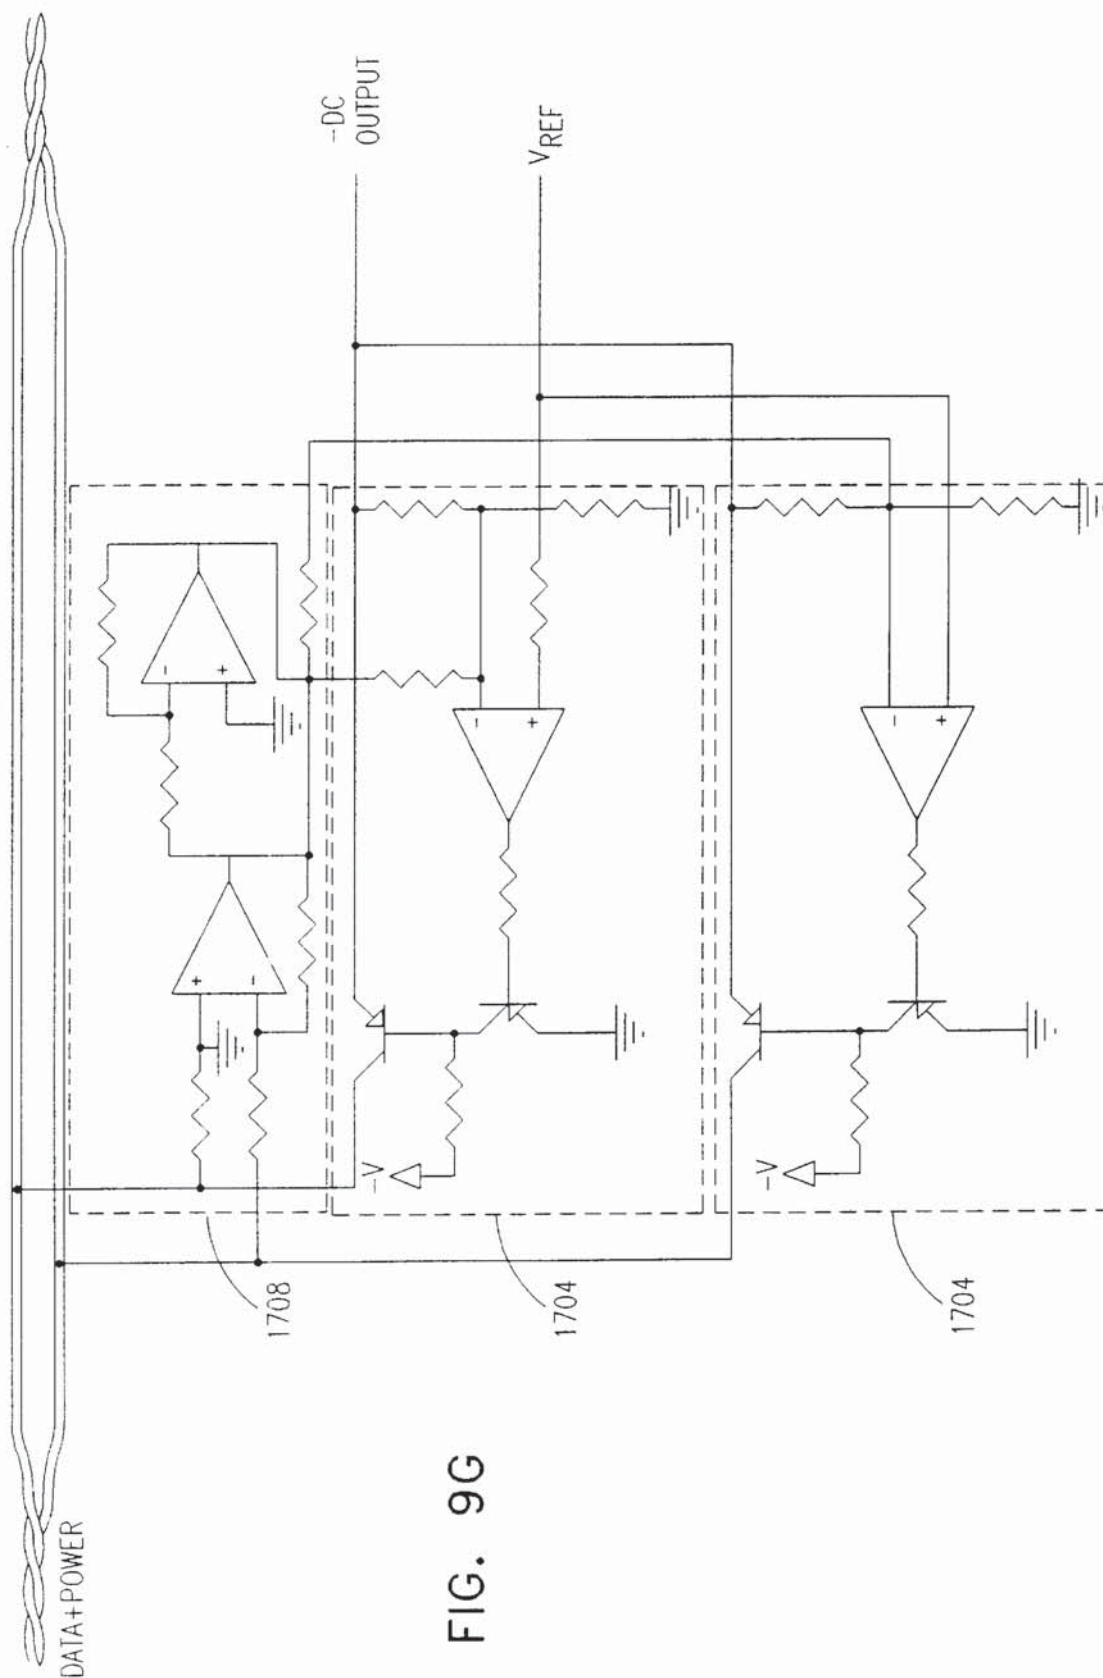 DATA+POWER
-DC
OUTPUT
VREF
+
-
-
+
-
+
-
+
-V
-V
1708
1704
1704
FIG. 9G